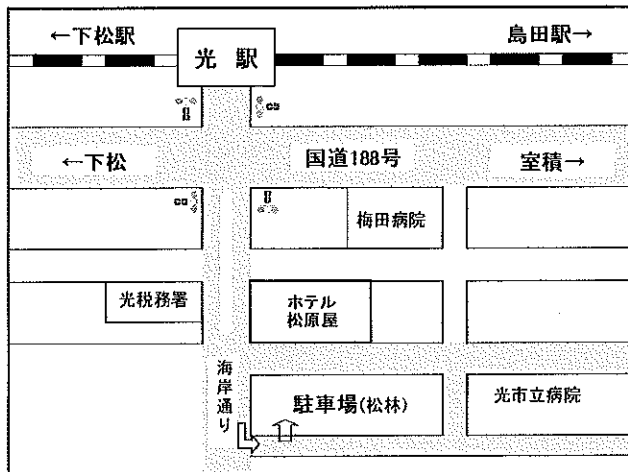 ←下松駅
光 駅
島田駅→
←下松
国道188号
室積→
梅田病院
光税務署
ホテル
松原屋
海岸通り
駐車場(松林)
光市立病院